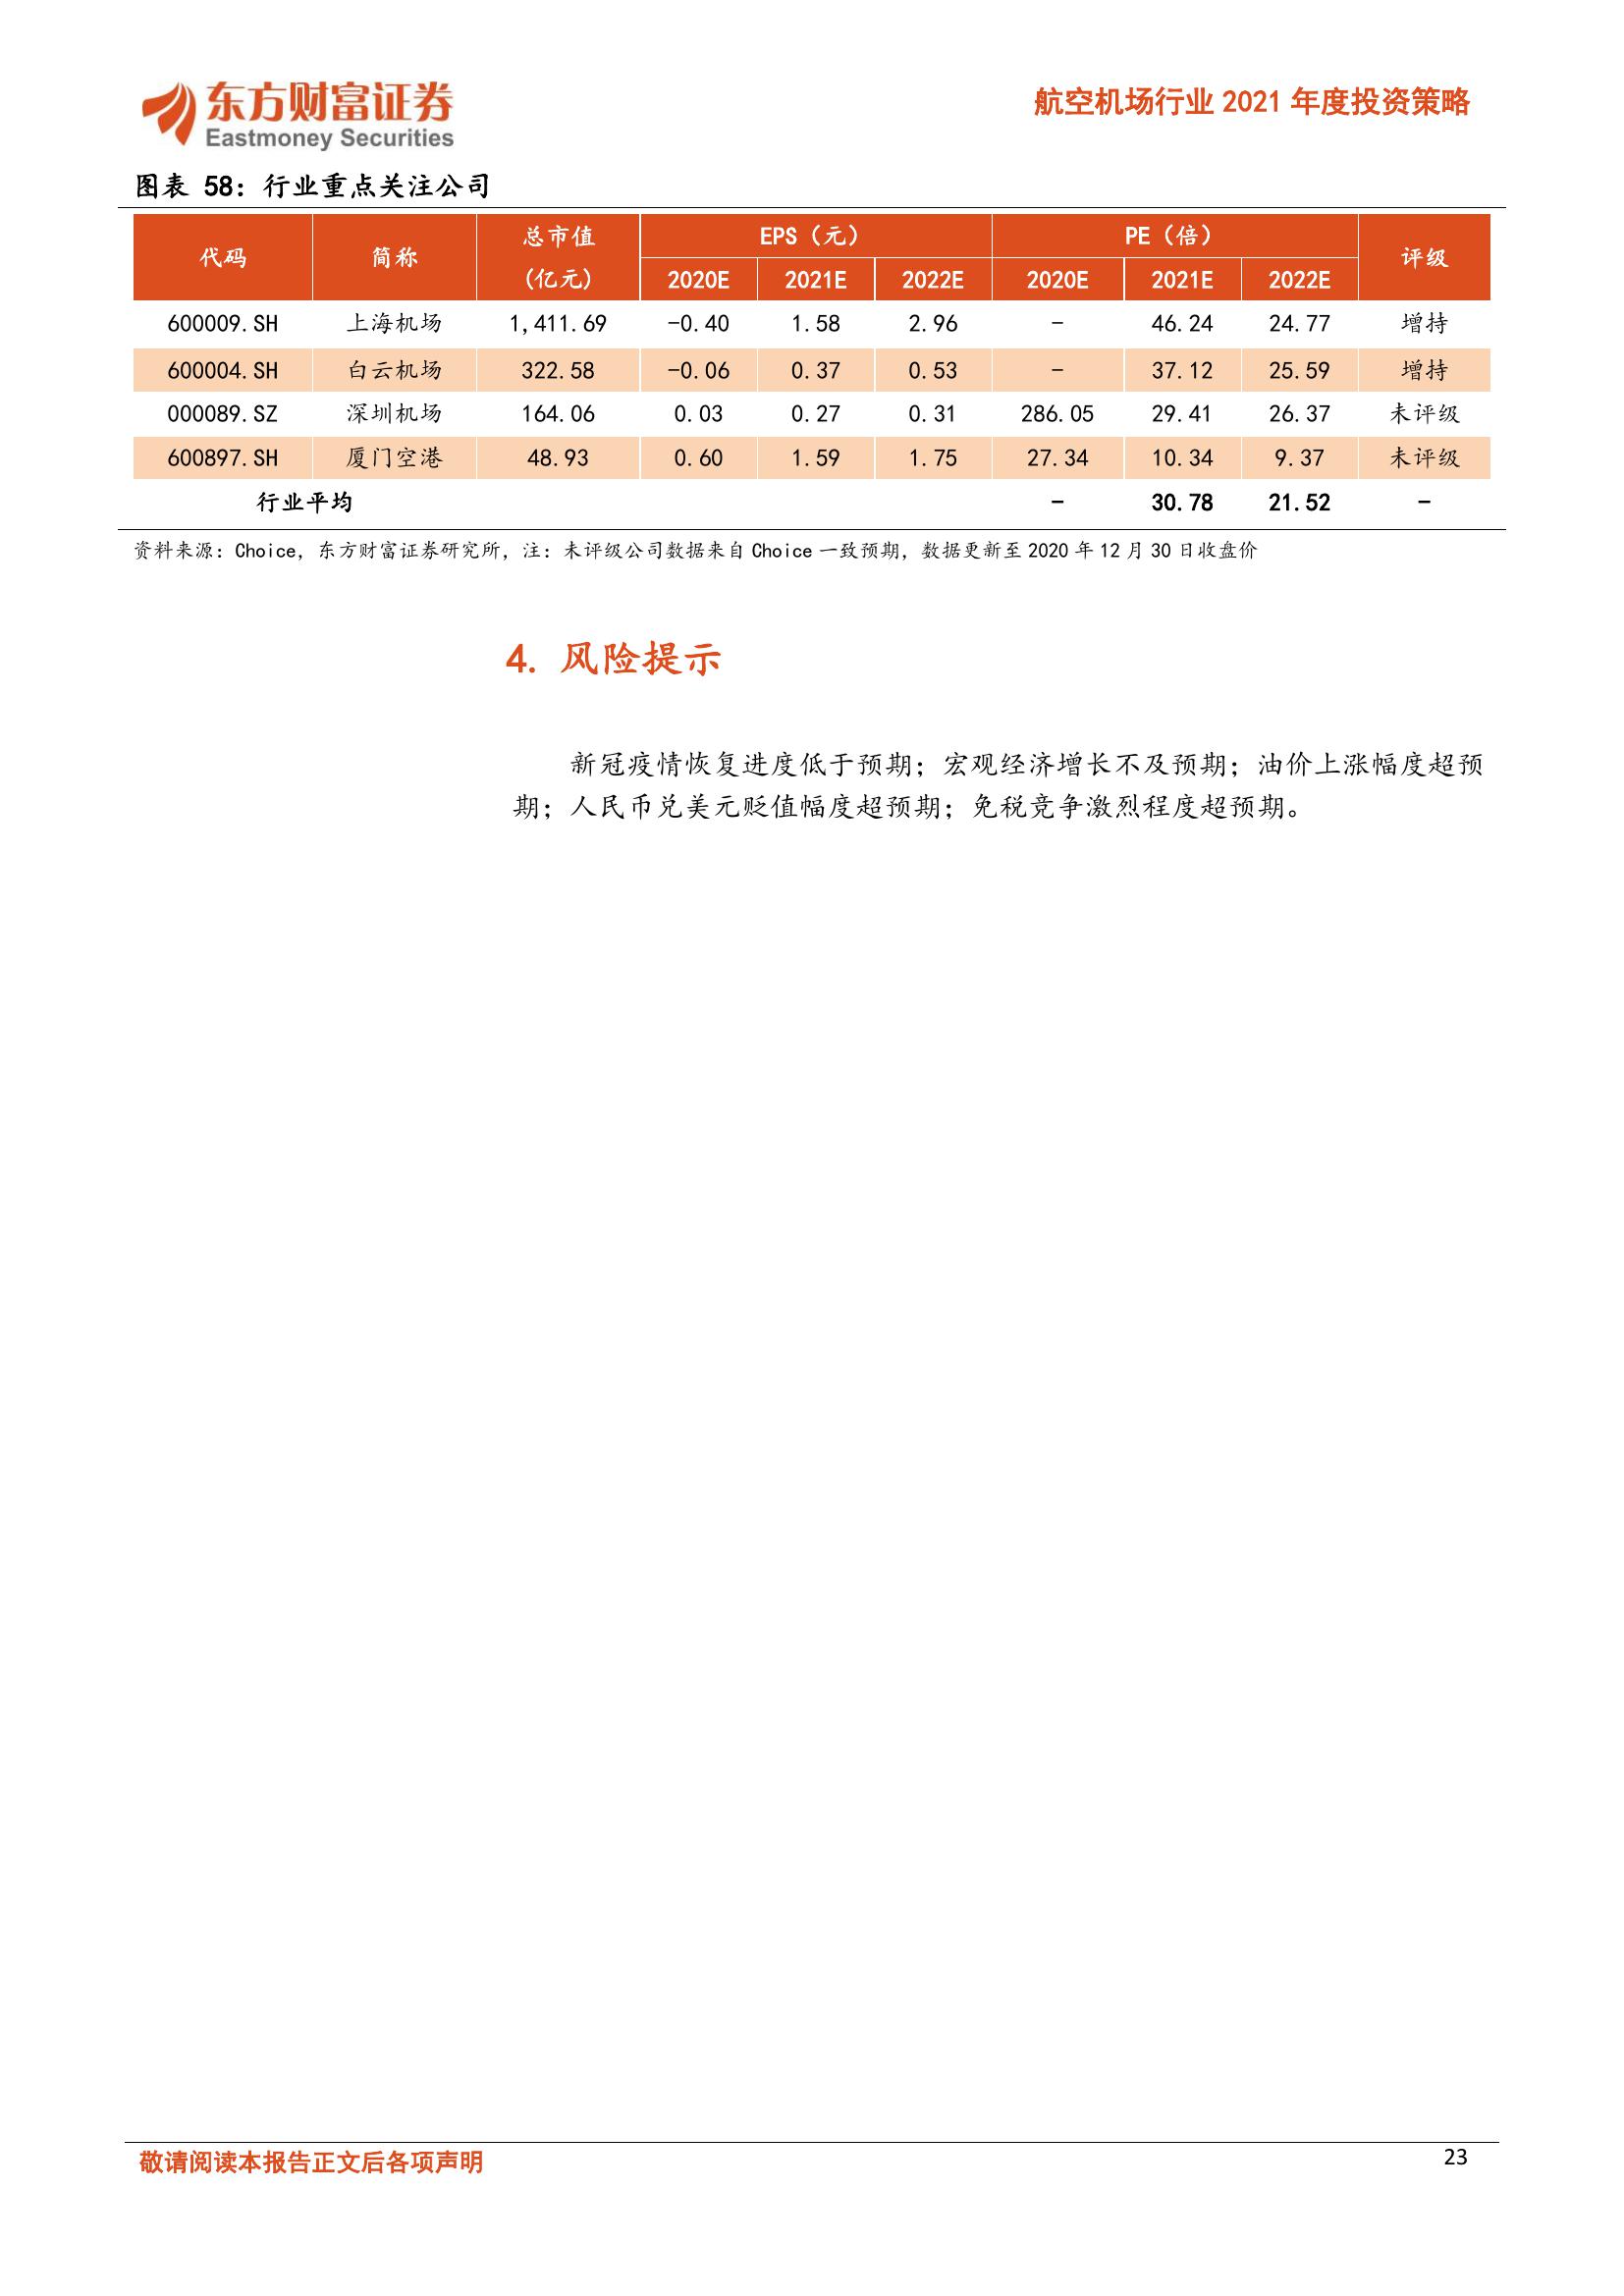 东方财富证券
Eastmoney Securities
航空机场行业 2021 年度投资策略
图表 58：行业重点关注公司
代码 简称 总市值 (亿元) EPS（元） PE（倍） 评级
2020E 2021E 2022E 2020E 2021E 2022E
600009.SH 上海机场 1,411.69 -0.40 1.58 2.96 - 46.24 24.77 增持
600004.SH 白云机场 322.58 -0.06 0.37 0.53 - 37.12 25.59 增持
000089.SZ 深圳机场 164.06 0.03 0.27 0.31 286.05 29.41 26.37 未评级
600897.SH 厦门空港 48.93 0.60 1.59 1.75 27.34 10.34 9.37 未评级
行业平均 - 30.78 21.52 -
资料来源：Choice，东方财富证券研究所，注：未评级公司数据来自 Choice 一致预期，数据更新至 2020 年 12 月 30 日收盘价
4. 风险提示
新冠疫情恢复进度低于预期；宏观经济增长不及预期；油价上涨幅度超预
期；人民币兑美元贬值幅度超预期；免税竞争激烈程度超预期。
敬请阅读本报告正文后各项声明
23